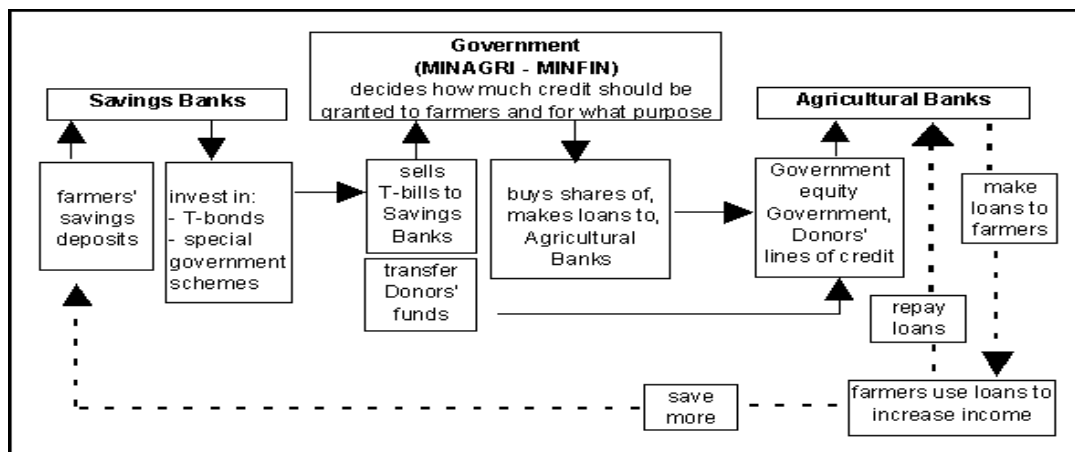 Government
(MINAGRI - MINFIN)
decides how much credit should be
granted to farmers and for what purpose
Savings Banks
Agricultural Banks
farmers'
savings
deposits
invest in:
- T-bonds
- special
government
schemes
sells
T-bills to
Savings
Banks
transfer
Donors'
funds
buys shares of,
makes loans to,
Agricultural
Banks
Government
equity
Government,
Donors'
lines of credit
make
loans to
farmers
repay
loans
save
more
farmers use loans to
increase income